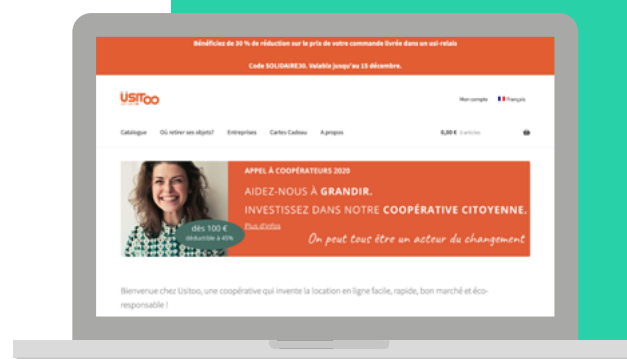 Bénéficiez de 30 % de réduction sur le prix de votre commande livrée dans un usi-relais
Code SOLIDAIRE30. Valable jusqu'au 15 décembre.
USITOO
Mon compte Français
Catalogue Où retirer ses objets? Entreprises Cartes Cadeau A propos 0,00 € 0 articles
APPEL À COOPÉRATEURS 2020
AIDEZ-NOUS À GRANDIR.
INVESTISSEZ DANS NOTRE COOPÉRATIVE CITOYENNE.
Plus d'infos
dès 100 €
déductible à 45%
On peut tous être un acteur du changement
Bienvenue chez Usitoo, une coopérative qui invente la location en ligne facile, rapide, bon marché et éco-
responsable !